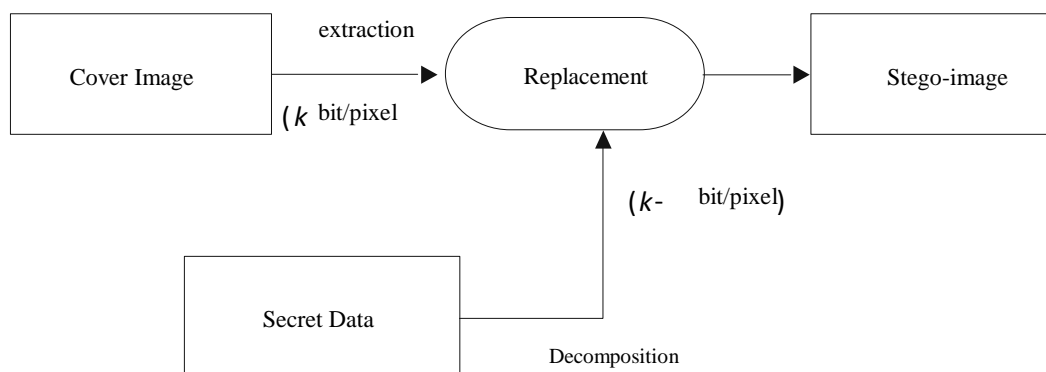 extraction
Cover Image
Replacement
Stego-image
(k bit/pixel
(k- bit/pixel)
Secret Data
Decomposition